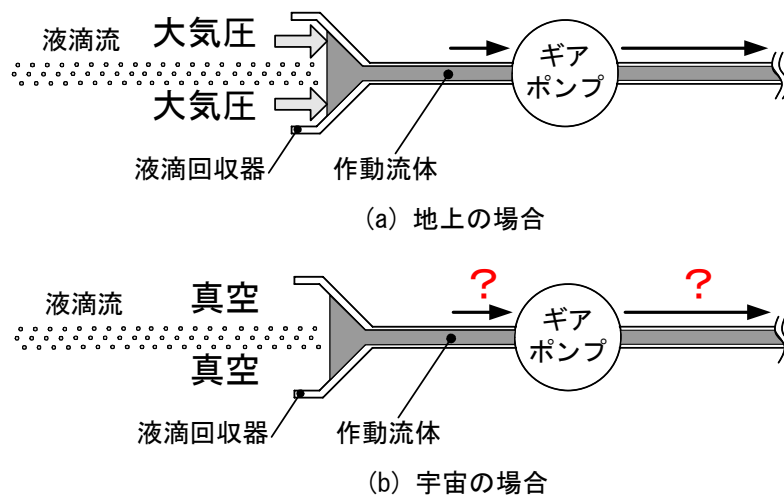 液滴流
大気圧
大気圧
ギア
ポンプ
液滴回収器
作動流体
(a) 地上の場合
液滴流
真空
真空
?
?
ギア
ポンプ
液滴回収器
作動流体
(b) 宇宙の場合